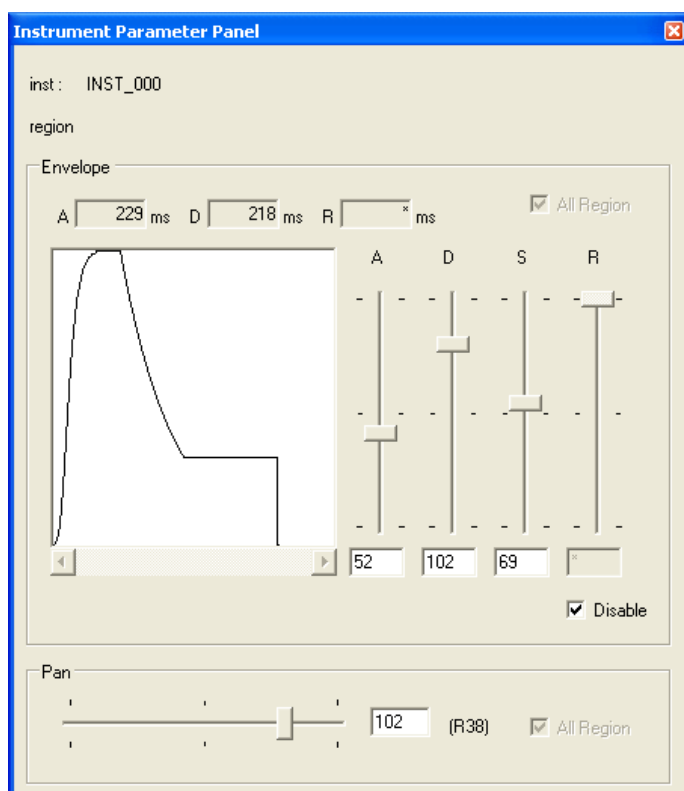 Instrument Parameter Panel
inst : INST_000
region
Envelope
A 229 ms D 218 ms R * ms All Region
A D S R
52 102 69 *
Disable
Pan
102 (R38) All Region